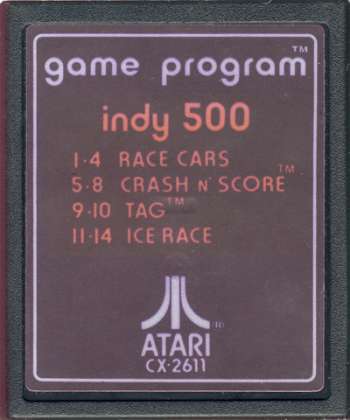 game program™
indy 500
1-4 RACE CARS
5-8 CRASH N' SCORE™
9-10 TAG™
11-14 ICE RACE
®
ATARI
CX-2611